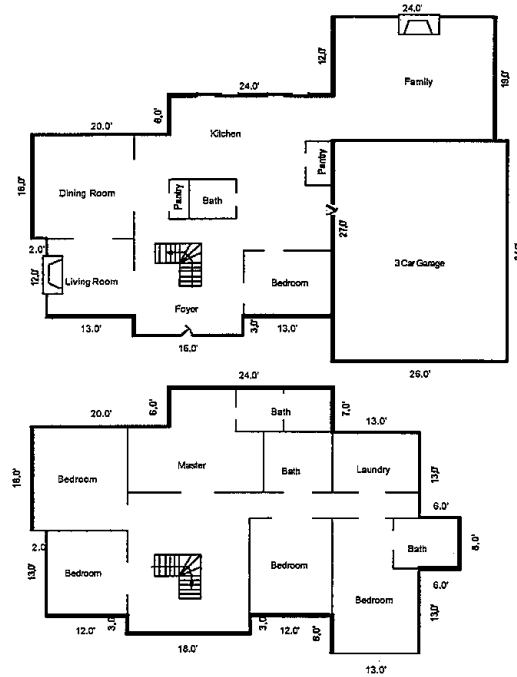 24.0'
12,0'
Family
19,0'
24.0'
6,0'
Kitchen
20.0'
Pantry
16,0'
Dining Room
Pantry
Bath
27,0'
2.0'
3 Car Garage
12,0'
Living Room
Bedroom
Foyer
13.0'
3,0'
13.0'
16.0'
26.0'
24.0'
20.0'
6,0'
Bath
7,0'
13.0'
16,0'
Bedroom
Master
Bath
Laundry
13,0'
6.0'
2.0
Bath
8,0'
13,0'
Bedroom
Bedroom
6.0'
Bedroom
13,0'
12.0'
3,0'
3,0'
12.0'
6,0'
18.0'
13.0'